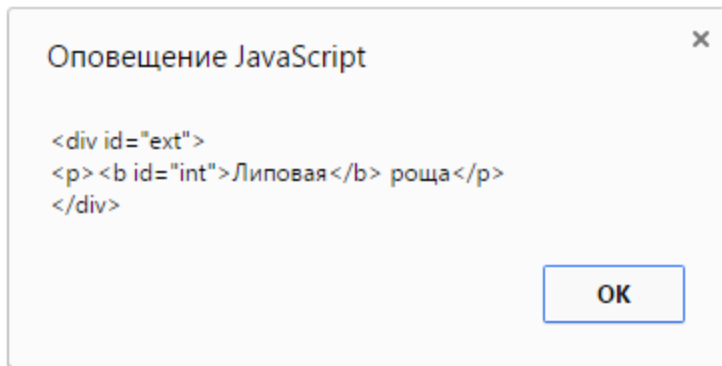 Оповещение JavaScript
<div id="ext">
<p><b id="int">Липовая</b> роща</p>
</div>
OK